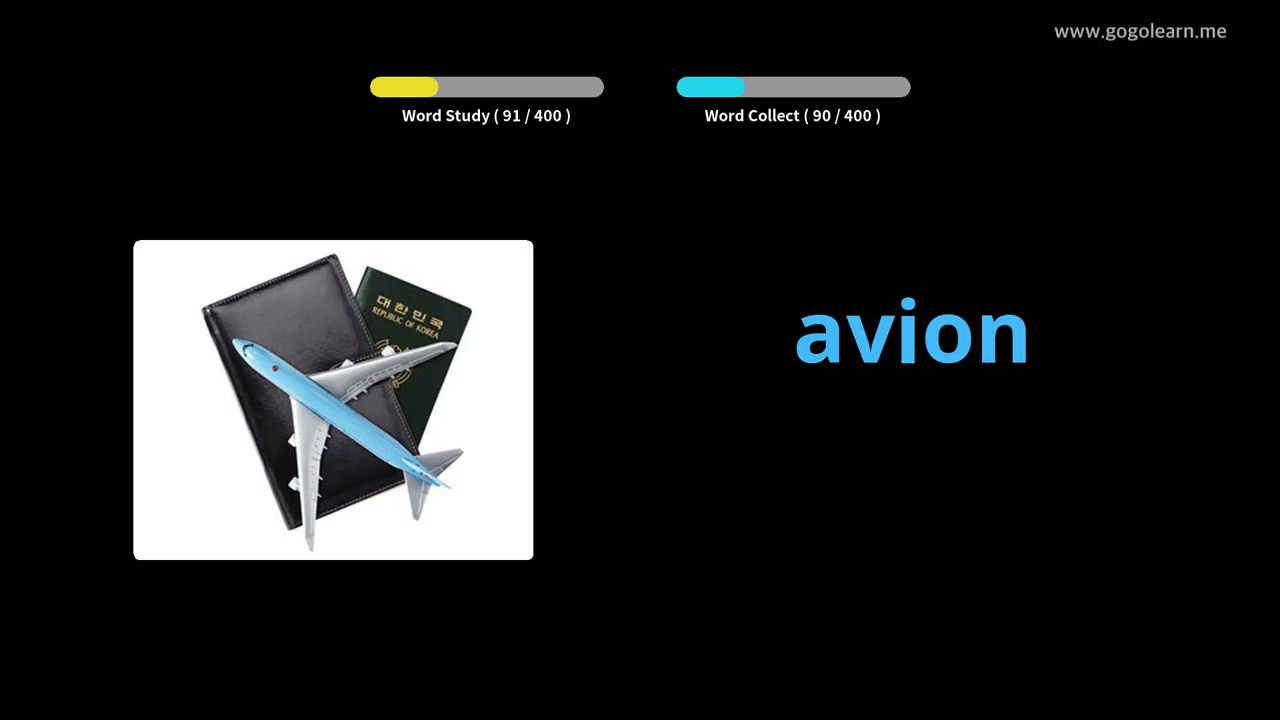 www.gogolearn.me
Word Study ( 91 / 400 )
Word Collect ( 90 / 400 )
대한민국
REPUBLIC OF KOREA
avion